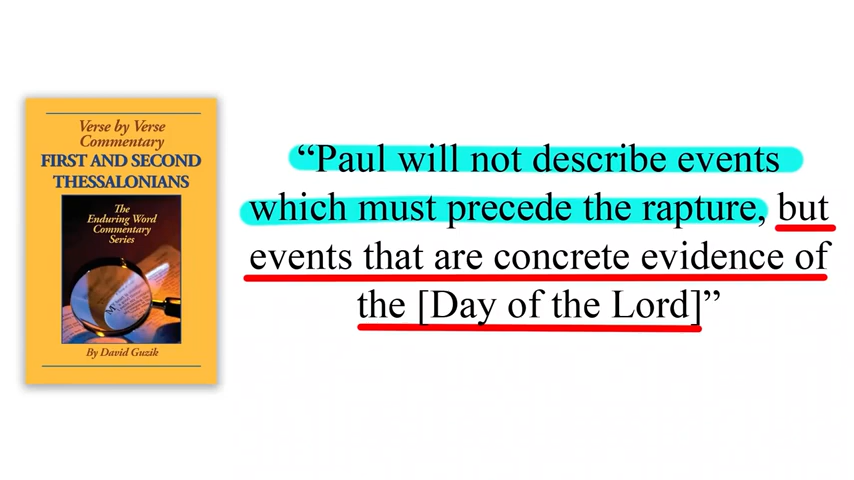 Verse by Verse
Commentary
FIRST AND SECOND
THESSALONIANS
The
Enduring Word
Commentary
Series
By David Guzik
“Paul will not describe events
which must precede the rapture, but
events that are concrete evidence of
the [Day of the Lord]”